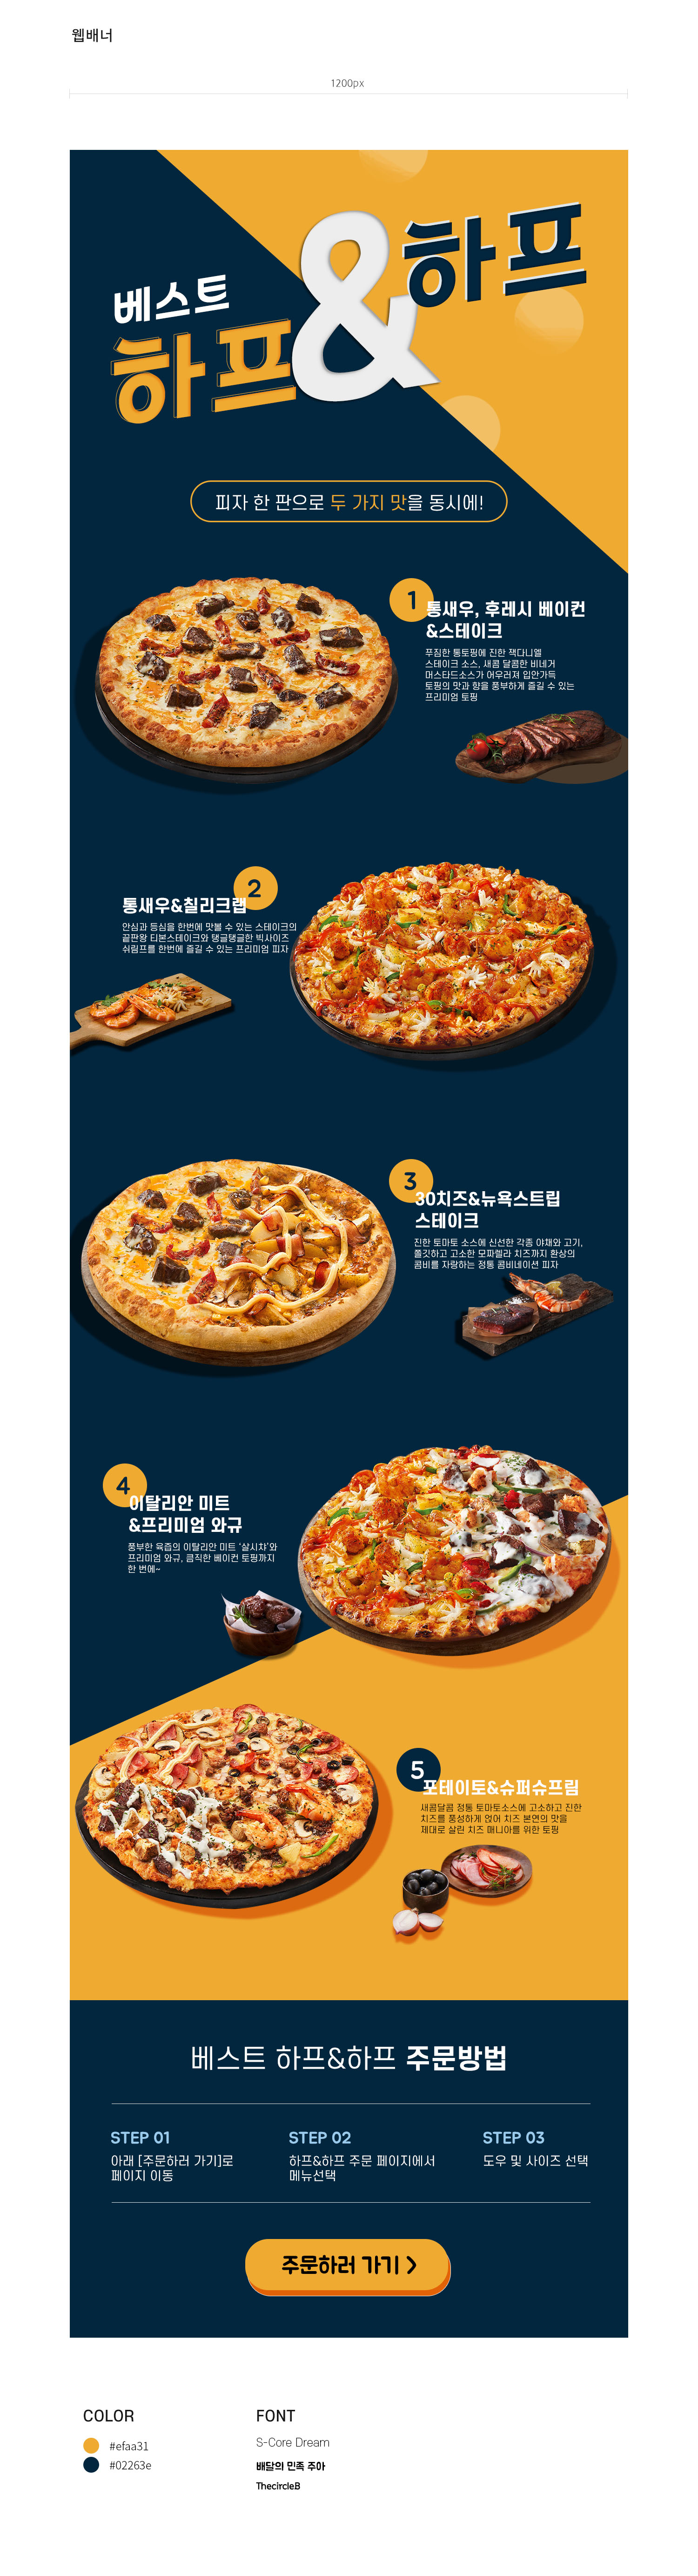 웹배너
1200px
베스트
하프
&
하프
피자 한 판으로 두 가지 맛을 동시에!
1
통새우, 후레시 베이컨
&스테이크
푸짐한 통토핑에 진한 잭다니엘
스테이크 소스, 새콤 달콤한 비네거
머스타드소스가 어우러져 입안가득
토핑의 맛과 향을 풍부하게 즐길 수 있는
프리미엄 토핑
2
통새우&칠리크랩
안심과 등심을 한번에 맛볼 수 있는 스테이크의
끝판왕 티본스테이크와 탱글탱글한 빅사이즈
쉬림프를 한번에 즐길 수 있는 프리미엄 피자
3
30치즈&뉴욕스트립
스테이크
진한 토마토 소스에 신선한 각종 야채와 고기,
쫄깃하고 고소한 모짜렐라 치즈까지 환상의
콤비를 자랑하는 정통 콤비네이션 피자
4
이탈리안 미트
&프리미엄 와규
풍부한 육즙의 이탈리안 미트 '살시챠'와
프리미엄 와규, 큼직한 베이컨 토핑까지
한 번에~
5
포테이토&슈퍼슈프림
새콤달콤 정통 토마토소스에 고소하고 진한
치즈를 풍성하게 얹어 치즈 본연의 맛을
제대로 살린 치즈 매니아를 위한 토핑
베스트 하프&하프 주문방법
STEP 01
아래 [주문하러 가기]로
페이지 이동
STEP 02
하프&하프 주문 페이지에서
메뉴선택
STEP 03
도우 및 사이즈 선택
주문하러 가기 >
COLOR
#efaa31
#02263e
FONT
S-Core Dream
배달의 민족 주아
ThecircleB